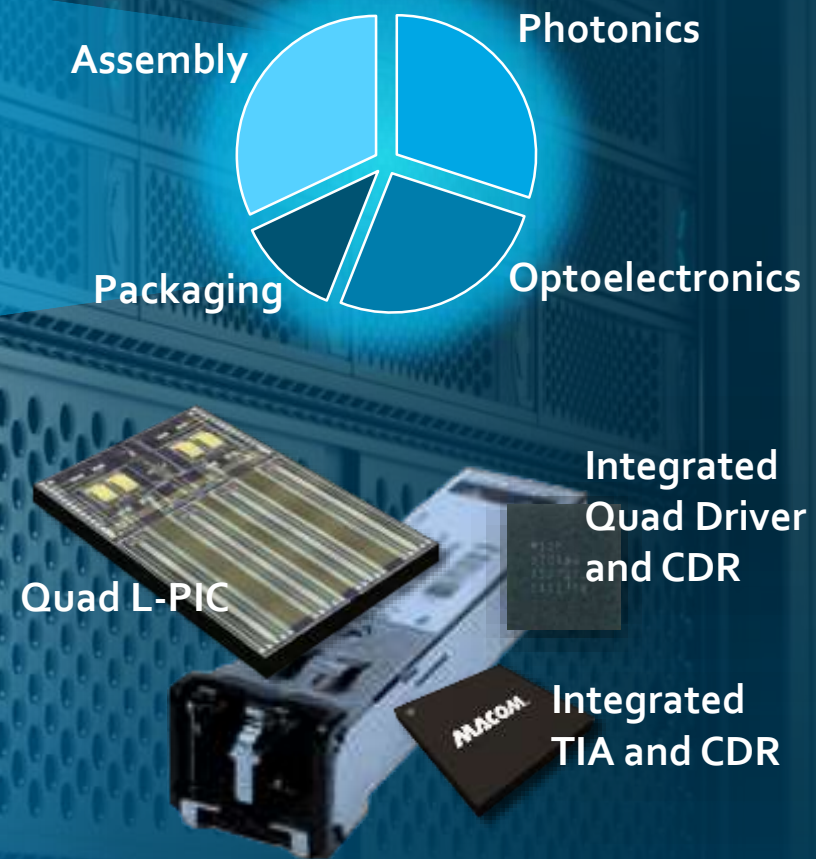 Assembly
Photonics
Packaging
Optoelectronics
Quad L-PIC
Integrated
Quad Driver
and CDR
MACOM
Integrated
TIA and CDR